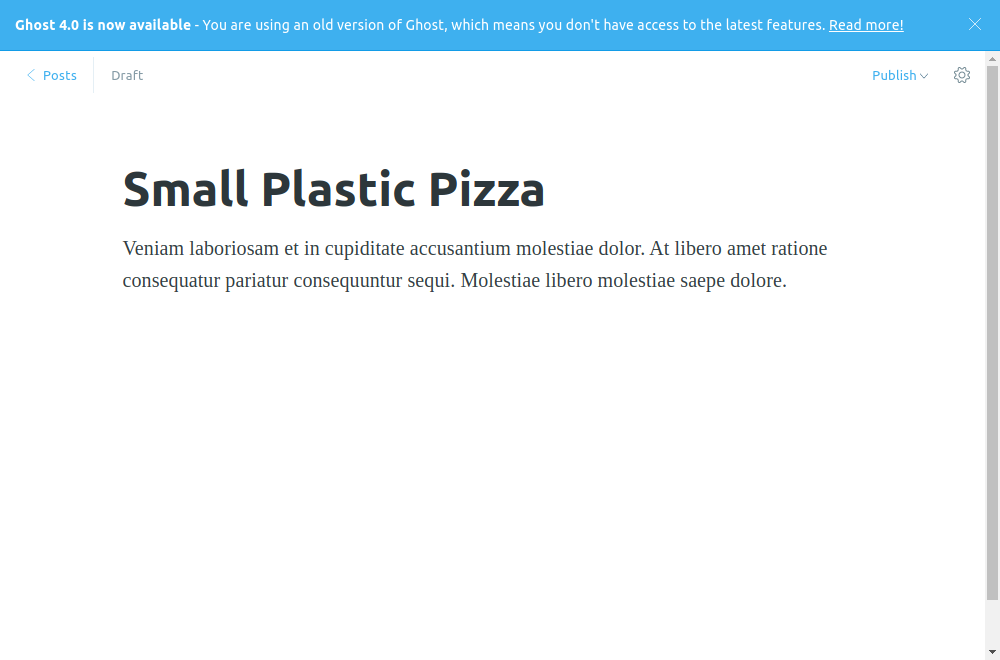 Ghost 4.0 is now available - You are using an old version of Ghost, which means you don't have access to the latest features. Read more!
Posts Draft Publish
Small Plastic Pizza
Veniam laboriosam et in cupiditate accusantium molestiae dolor. At libero amet ratione
consequatur pariatur consequuntur sequi. Molestiae libero molestiae saepe dolore.